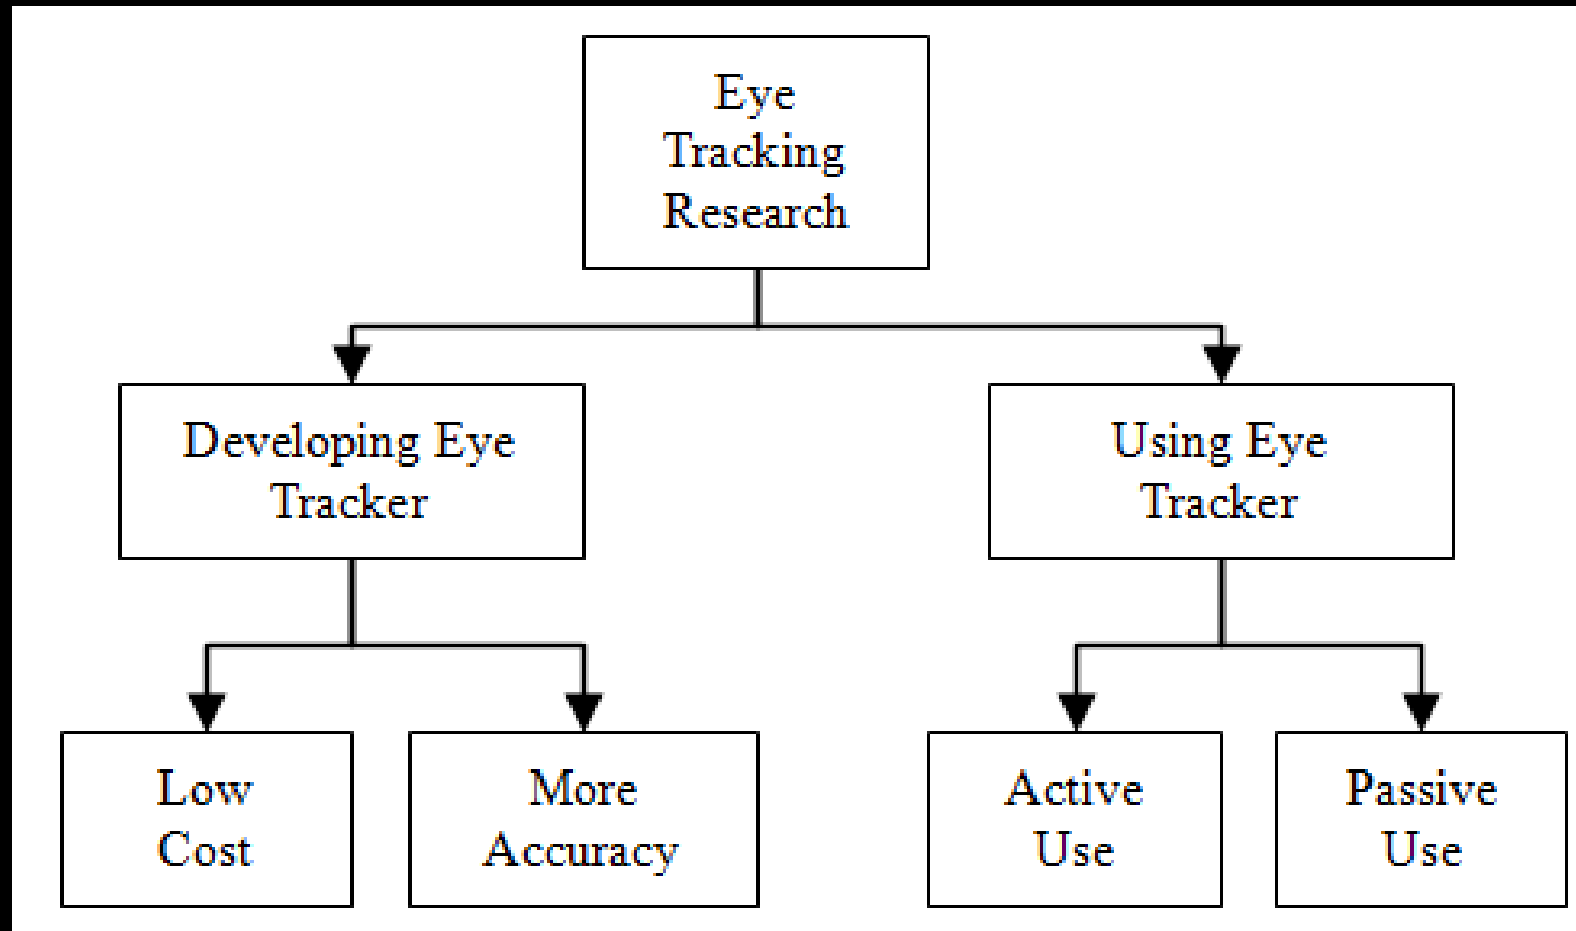 Eye
Tracking
Research
Developing Eye
Tracker
Using Eye
Tracker
Low
Cost
More
Accuracy
Active
Use
Passive
Use